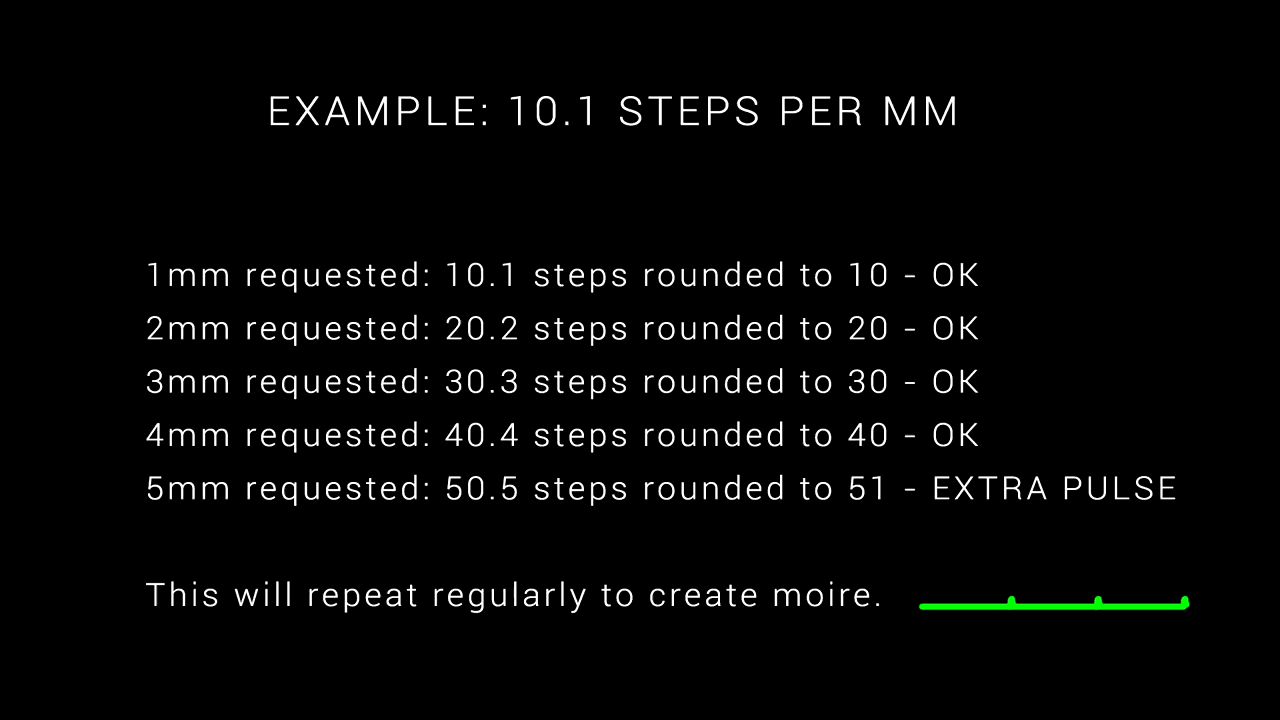 EXAMPLE: 10.1 STEPS PER MM
1mm requested: 10.1 steps rounded to 10 - OK
2mm requested: 20.2 steps rounded to 20 - OK
3mm requested: 30.3 steps rounded to 30 - OK
4mm requested: 40.4 steps rounded to 40 - OK
5mm requested: 50.5 steps rounded to 51 - EXTRA PULSE
This will repeat regularly to create moire.